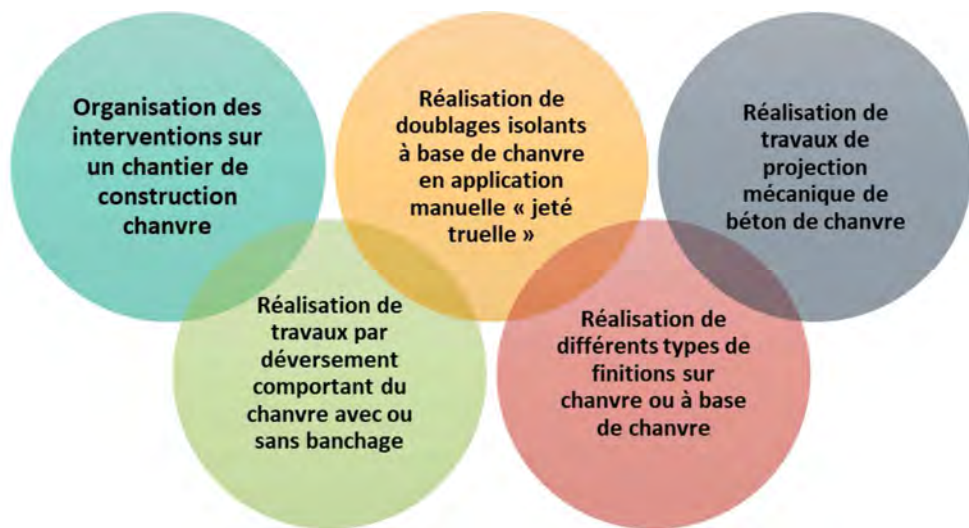 Organisation des
interventions sur
un chantier de
construction
chanvre
Réalisation de
doublages isolants
à base de chanvre
en application
manuelle « jeté
truelle »
Réalisation de
travaux de
projection
mécanique de
béton de chanvre
Réalisation de
travaux par
déversement
comportant du
chanvre avec ou
sans banchage
Réalisation de
différents types de
finitions sur
chanvre ou à base
de chanvre